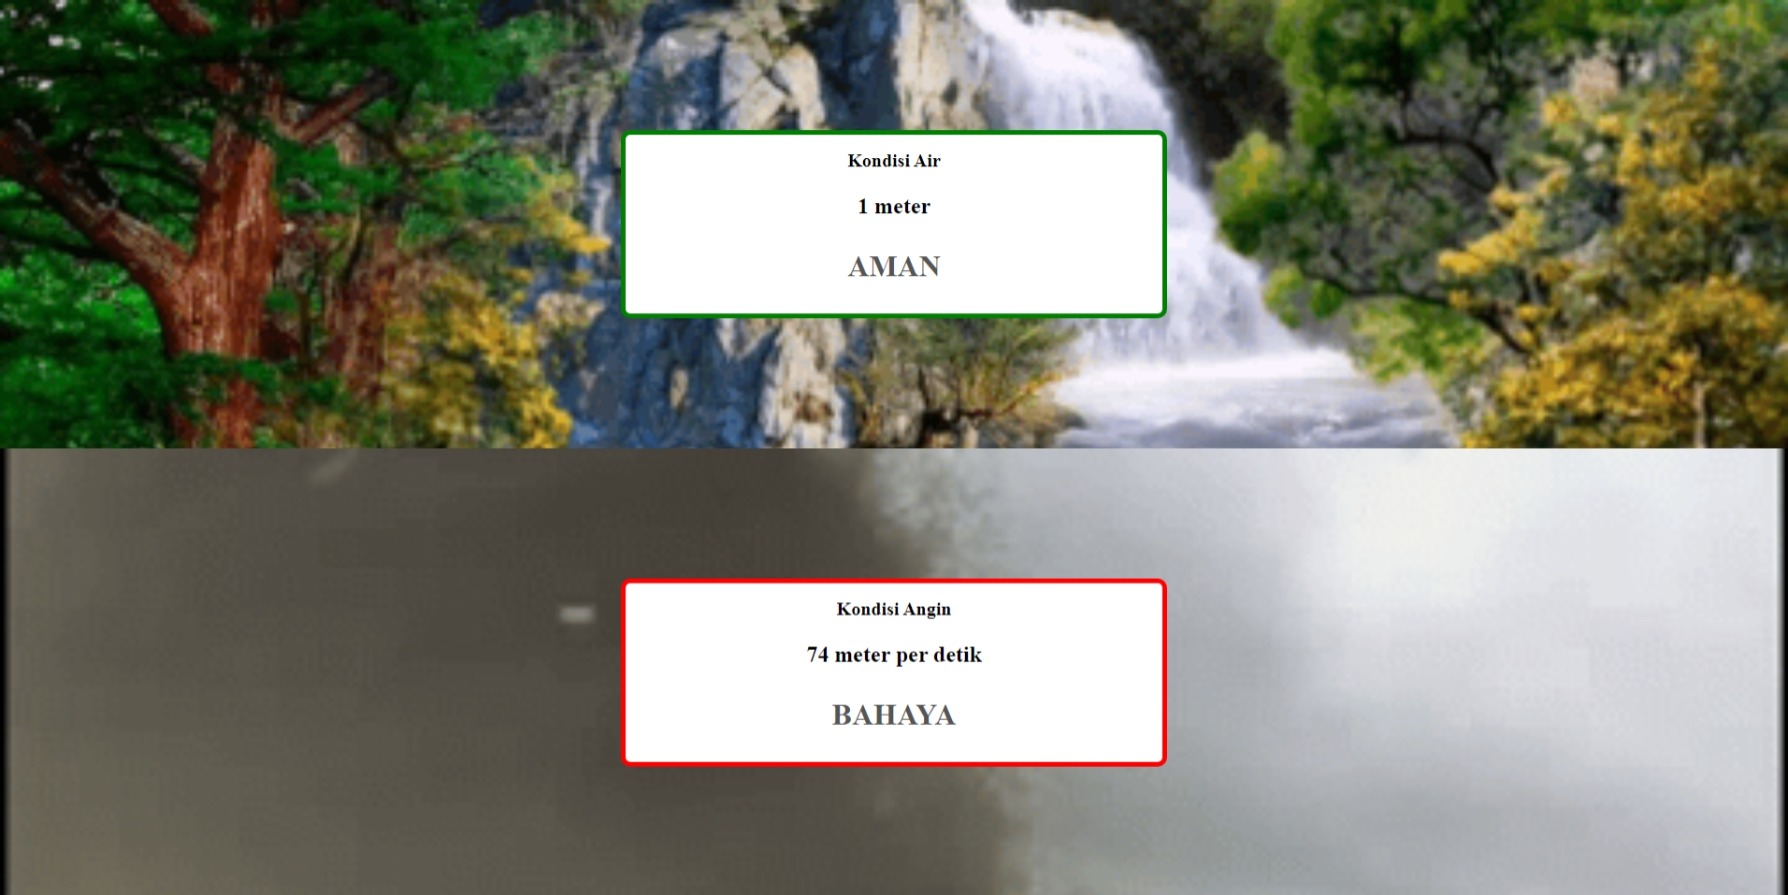 Kondisi Air
1 meter
AMAN
Kondisi Angin
74 meter per detik
BAHAYA